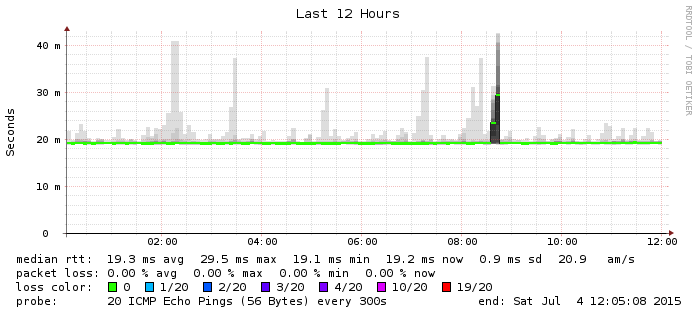 Last 12 Hours
RRDTOOL / TOBI OETIKER
Seconds
40 m
30 m
20 m
10 m
0
02:00 04:00 06:00 08:00 10:00 12:00
median rtt: 19.3 ms avg 29.5 ms max 19.1 ms min 19.2 ms now 0.9 ms sd 20.9 am/s
packet loss: 0.00 % avg 0.00 % max 0.00 % min 0.00 % now
loss color: 0 1/20 2/20 3/20 4/20 10/20 19/20
probe: 20 ICMP Echo Pings (56 Bytes) every 300s end: Sat Jul 4 12:05:08 2015